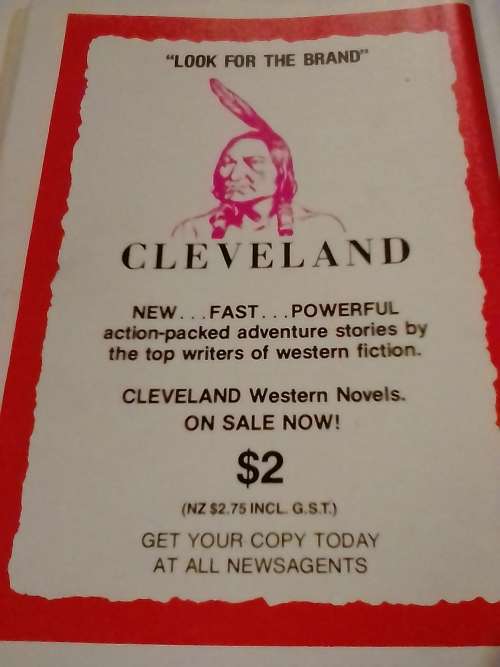 "LOOK FOR THE BRAND"
CLEVELAND
NEW...FAST...POWERFUL
action-packed adventure stories by
the top writers of western fiction.
CLEVELAND Western Novels.
ON SALE NOW!
$2
(NZ $2.75 INCL. G.S.T.)
GET YOUR COPY TODAY
AT ALL NEWSAGENTS